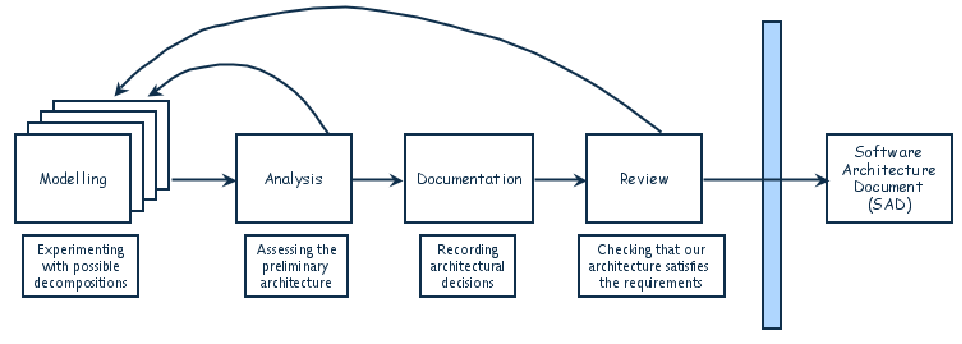 Modelling
Analysis
Documentation
Review
Software
Architecture
Document
(SAD)
Experimenting
with possible
decompositions
Assessing the
preliminary
architecture
Recording
architectural
decisions
Checking that our
architecture satisfies
the requirements